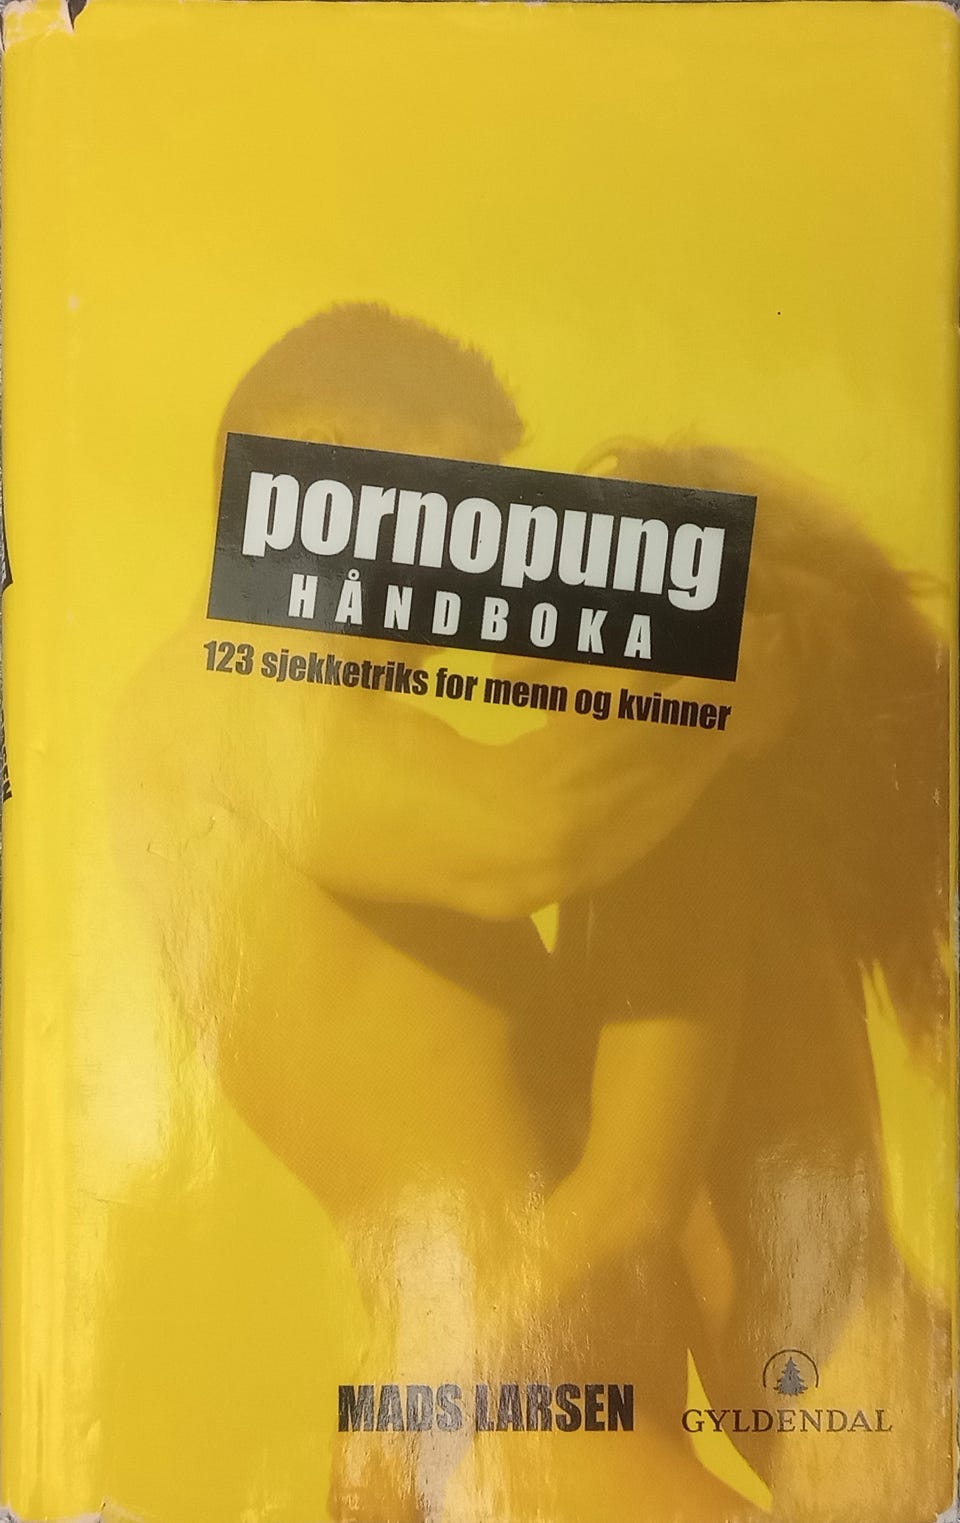 pornopung
HÅNDBOKA
123 sjekketriks for menn og kvinner
MADS LARSEN
GYLDENDAL